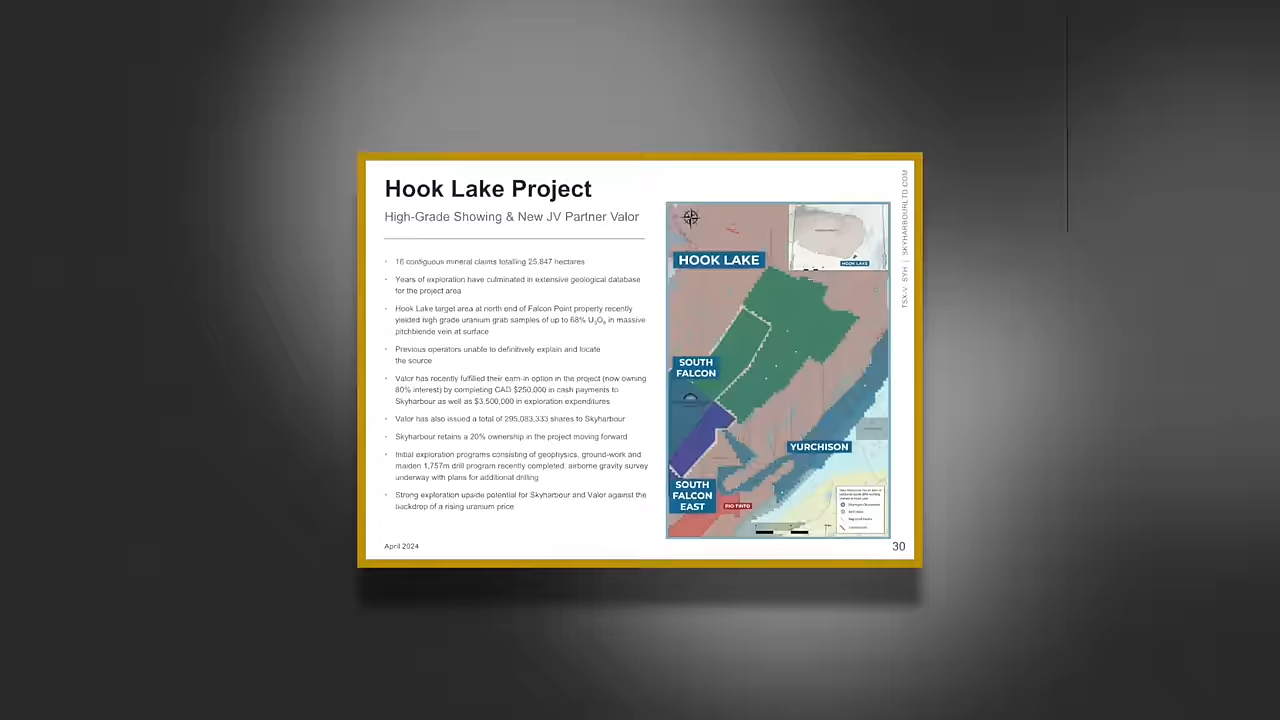 Hook Lake Project
High-Grade Showing & New JV Partner Valor
16 contiguous mineral claims totalling 25,847 hectares
Years of exploration have culminated in extensive geological database
for the project area
Hook Lake target area at north end of Falcon Point property recently
yielded high grade uranium grab samples of up to 68% U3O8 in massive
pitchblende vein at surface
Previous operators unable to definitively explain and locate
the source
Valor has recently fulfilled their earn-in option in the project (now owning
80% interest) by completing CAD $250,000 in cash payments to
Skyharbour as well as $3,500,000 in exploration expenditures
Valor has also issued a total of 295,083,333 shares to Skyharbour
Skyharbour retains a 20% ownership in the project moving forward
Initial exploration programs consisting of geophysics, ground-work and
maiden 1,757m drill program recently completed airborne gravity survey
underway with plans for additional drilling
Strong exploration upside potential for Skyharbour and Valor against the
backdrop of a rising uranium price
April 2024
HOOK LAKE
HOOK LAKE
SOUTH
FALCON
YURCHISON
SOUTH
FALCON
EAST
RIO TINTO
TSX-V: SYH | SKYHARBOURLTD.COM
30